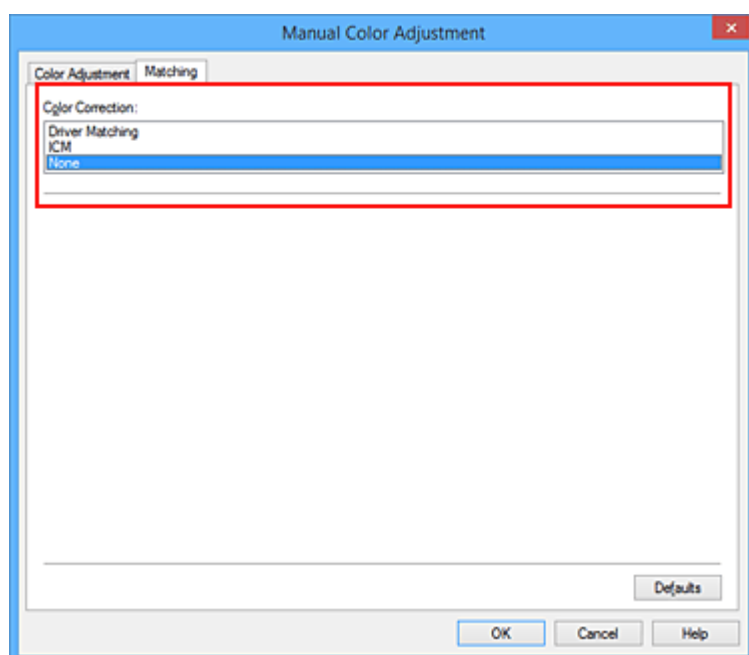 Manual Color Adjustment
Color Adjustment Matching
Color Correction:
Driver Matching
ICM
None
Defaults
OK Cancel Help